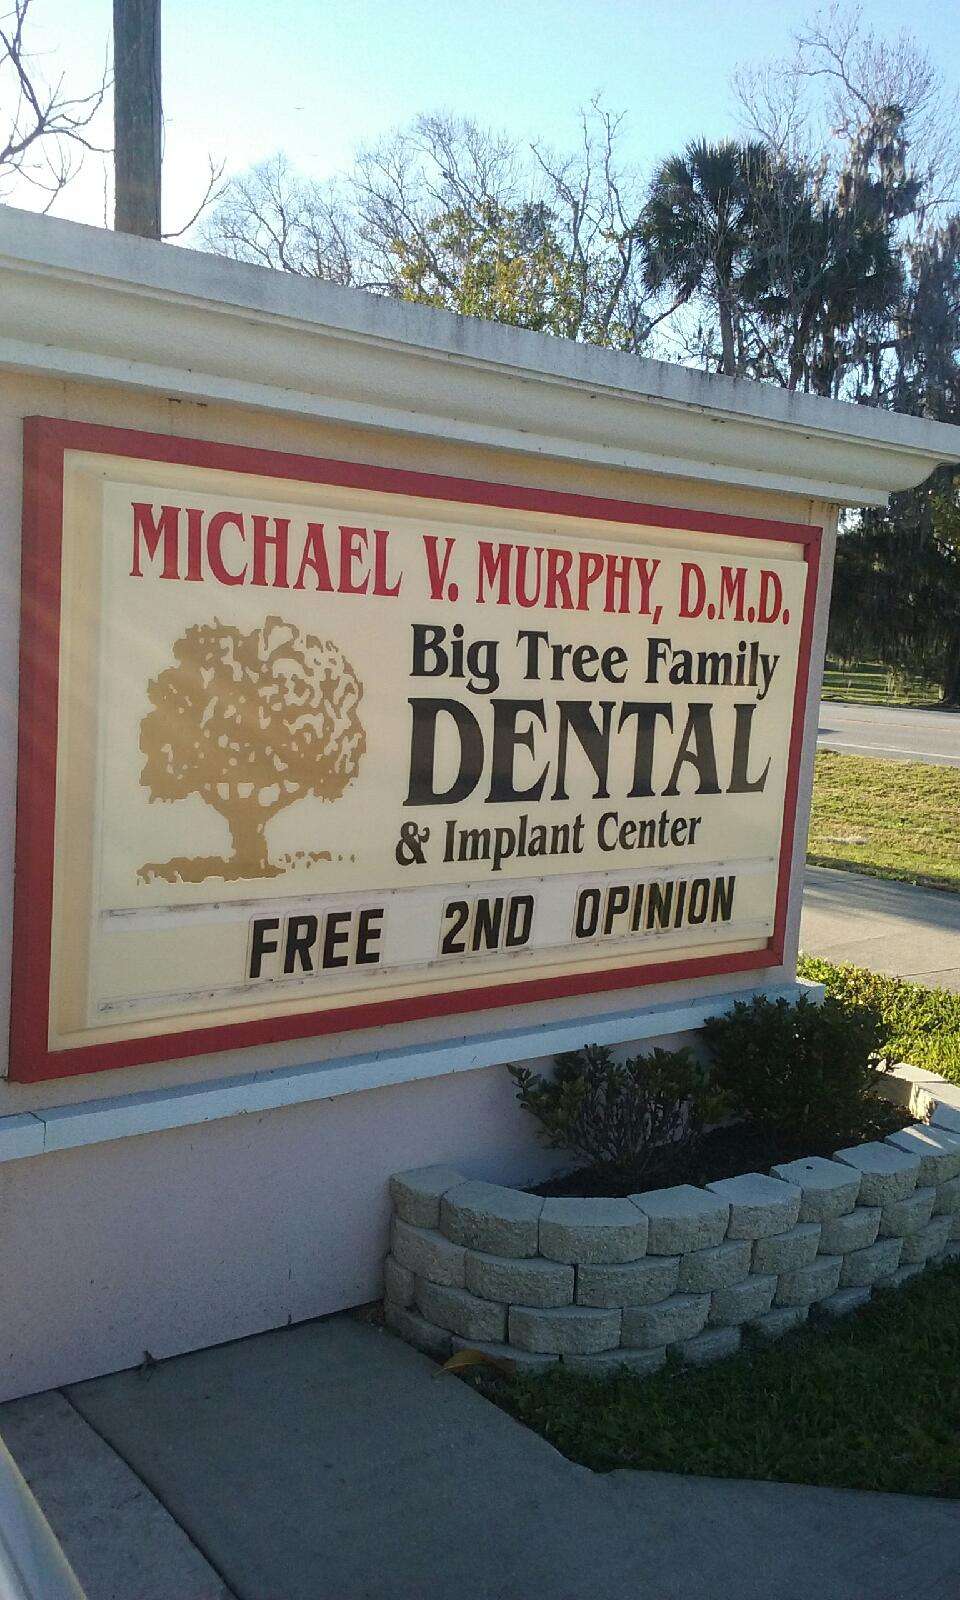 MICHAEL V. MURPHY, D.M.D.
Big Tree Family
DENTAL
& Implant Center
FREE 2ND OPINION